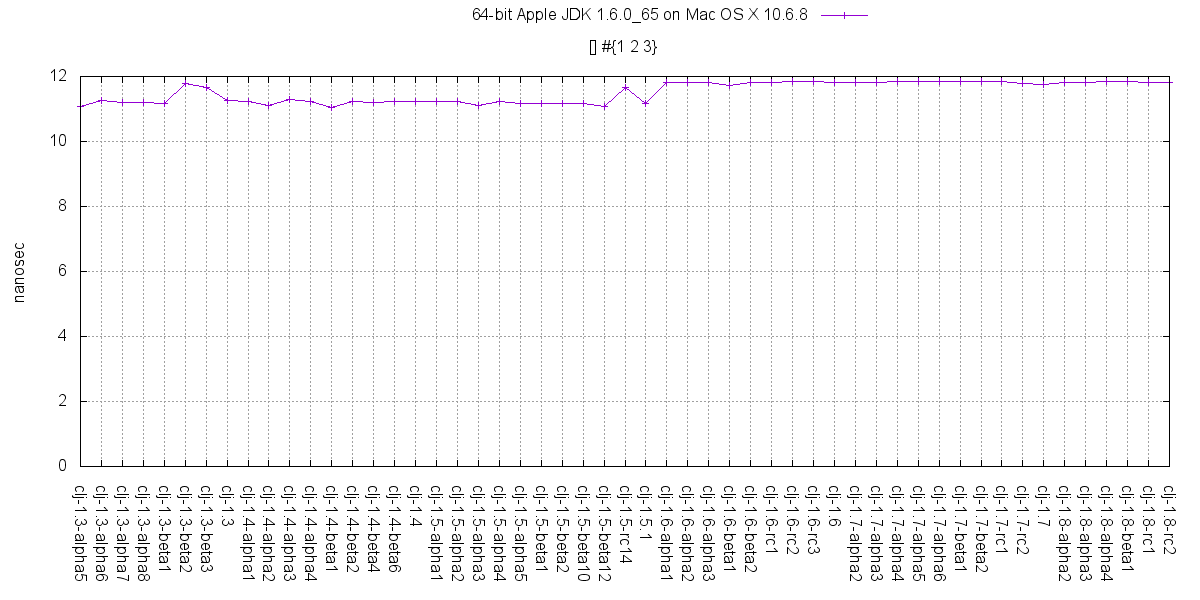 64-bit Apple JDK 1.6.0_65 on Mac OS X 10.6.8
[] #{1 2 3}
12
10
8
6
4
2
0
nanosec
clj-1.3-alpha5
clj-1.3-alpha6
clj-1.3-alpha7
clj-1.3-alpha8
clj-1.3-beta1
clj-1.3-beta2
clj-1.3-beta3
clj-1.3
clj-1.4-alpha1
clj-1.4-alpha2
clj-1.4-alpha3
clj-1.4-alpha4
clj-1.4-beta1
clj-1.4-beta2
clj-1.4-beta4
clj-1.4-beta6
clj-1.4
clj-1.5-alpha1
clj-1.5-alpha2
clj-1.5-alpha3
clj-1.5-alpha4
clj-1.5-alpha5
clj-1.5-beta1
clj-1.5-beta2
clj-1.5-beta10
clj-1.5-beta12
clj-1.5-rc14
clj-1.5.1
clj-1.6-alpha1
clj-1.6-alpha2
clj-1.6-alpha3
clj-1.6-beta1
clj-1.6-beta2
clj-1.6-rc1
clj-1.6-rc2
clj-1.6-rc3
clj-1.6
clj-1.7-alpha2
clj-1.7-alpha3
clj-1.7-alpha4
clj-1.7-alpha5
clj-1.7-alpha6
clj-1.7-beta1
clj-1.7-beta2
clj-1.7-rc1
clj-1.7-rc2
clj-1.7
clj-1.8-alpha2
clj-1.8-alpha3
clj-1.8-alpha4
clj-1.8-beta1
clj-1.8-rc1
clj-1.8-rc2